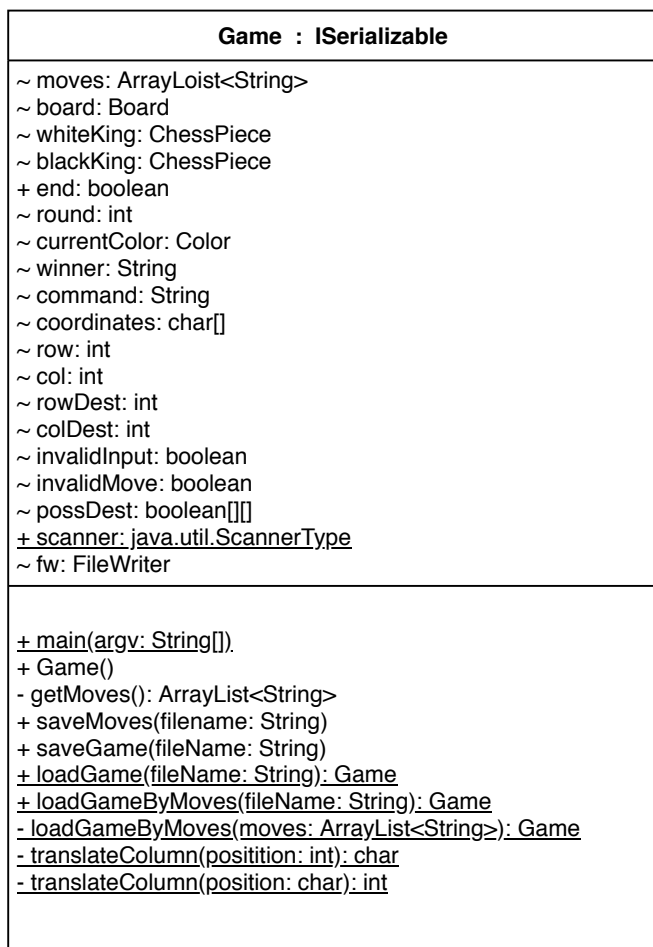 Game : ISerializable
~ moves: ArrayLoist<String>
~ board: Board
~ whiteKing: ChessPiece
~ blackKing: ChessPiece
+ end: boolean
~ round: int
~ currentColor: Color
~ winner: String
~ command: String
~ coordinates: char[]
~ row: int
~ col: int
~ rowDest: int
~ colDest: int
~ invalidInput: boolean
~ invalidMove: boolean
~ possDest: boolean[][]
+ scanner: java.util.ScannerType
~ fw: FileWriter
+ main(argv: String[])
+ Game()
- getMoves(): ArrayList<String>
+ saveMoves(filename: String)
+ saveGame(fileName: String)
+ loadGame(fileName: String): Game
+ loadGameByMoves(fileName: String): Game
- loadGameByMoves(moves: ArrayList<String>): Game
- translateColumn(positition: int): char
- translateColumn(position: char): int